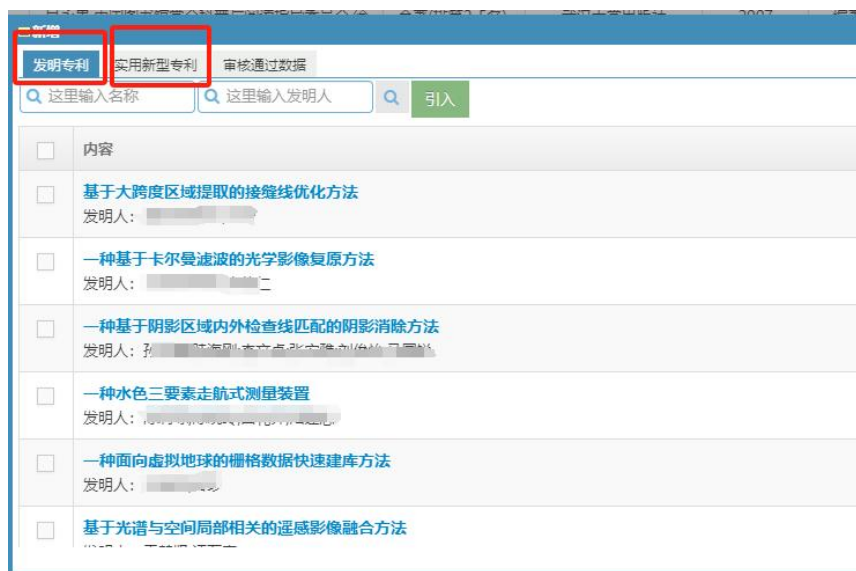 新增
发明专利 实用新型专利 审核通过数据
这里输入名称 这里输入发明人 引入
内容
基于大跨度区域提取的接缝线优化方法
发明人：
一种基于卡尔曼滤波的光学影像复原方法
发明人：
一种基于阴影区域内外检查线匹配的阴影消除方法
发明人：
一种水色三要素走航式测量装置
发明人：
一种面向虚拟地球的栅格数据快速建库方法
发明人：
基于光谱与空间局部相关的遥感影像融合方法